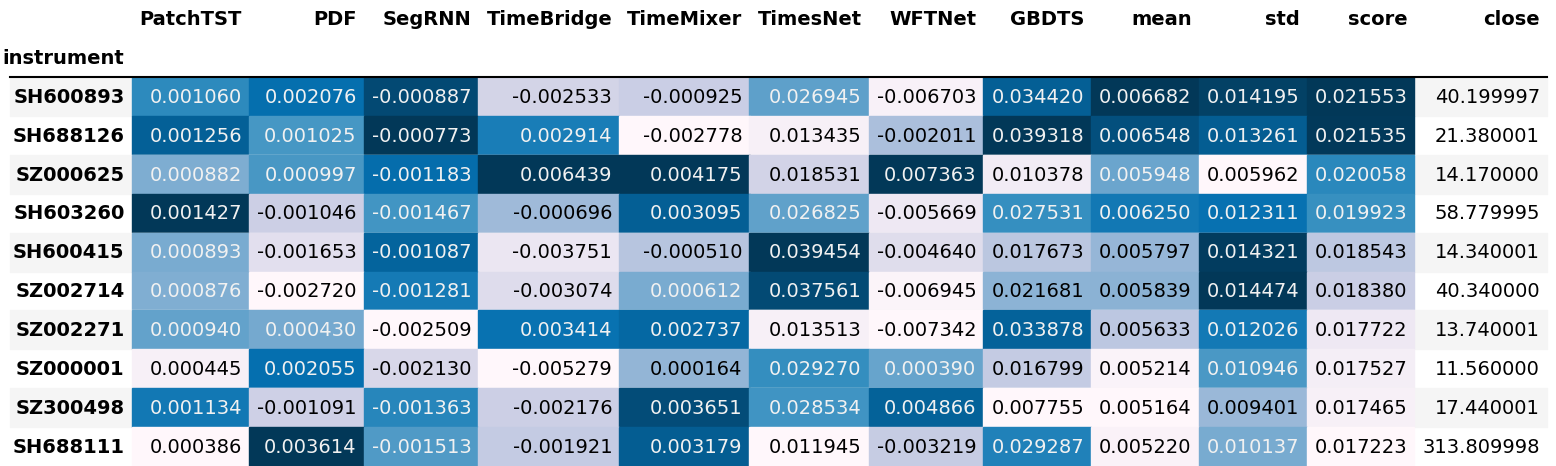 PatchTST PDF SegRNN TimeBridge TimeMixer TimesNet WFTNet GBDTS mean std score close
instrument
SH600893 0.001060 0.002076 -0.000887 -0.002533 -0.000925 0.026945 -0.006703 0.034420 0.006682 0.014195 0.021553 40.199997
SH688126 0.001256 0.001025 -0.000773 0.002914 -0.002778 0.013435 -0.002011 0.039318 0.006548 0.013261 0.021535 21.380001
SZ000625 0.000882 0.000997 -0.001183 0.006439 0.004175 0.018531 0.007363 0.010378 0.005948 0.005962 0.020058 14.170000
SH603260 0.001427 -0.001046 -0.001467 -0.000696 0.003095 0.026825 -0.005669 0.027531 0.006250 0.012311 0.019923 58.779995
SH600415 0.000893 -0.001653 -0.001087 -0.003751 -0.000510 0.039454 -0.004640 0.017673 0.005797 0.014321 0.018543 14.340001
SZ002714 0.000876 -0.002720 -0.001281 -0.003074 0.000612 0.037561 -0.006945 0.021681 0.005839 0.014474 0.018380 40.340000
SZ002271 0.000940 0.000430 -0.002509 0.003414 0.002737 0.013513 -0.007342 0.033878 0.005633 0.012026 0.017722 13.740001
SZ000001 0.000445 0.002055 -0.002130 -0.005279 0.000164 0.029270 0.000390 0.016799 0.005214 0.010946 0.017527 11.560000
SZ300498 0.001134 -0.001091 -0.001363 -0.002176 0.003651 0.028534 0.004866 0.007755 0.005164 0.009401 0.017465 17.440001
SH688111 0.000386 0.003614 -0.001513 -0.001921 0.003179 0.011945 -0.003219 0.029287 0.005220 0.010137 0.017223 313.809998